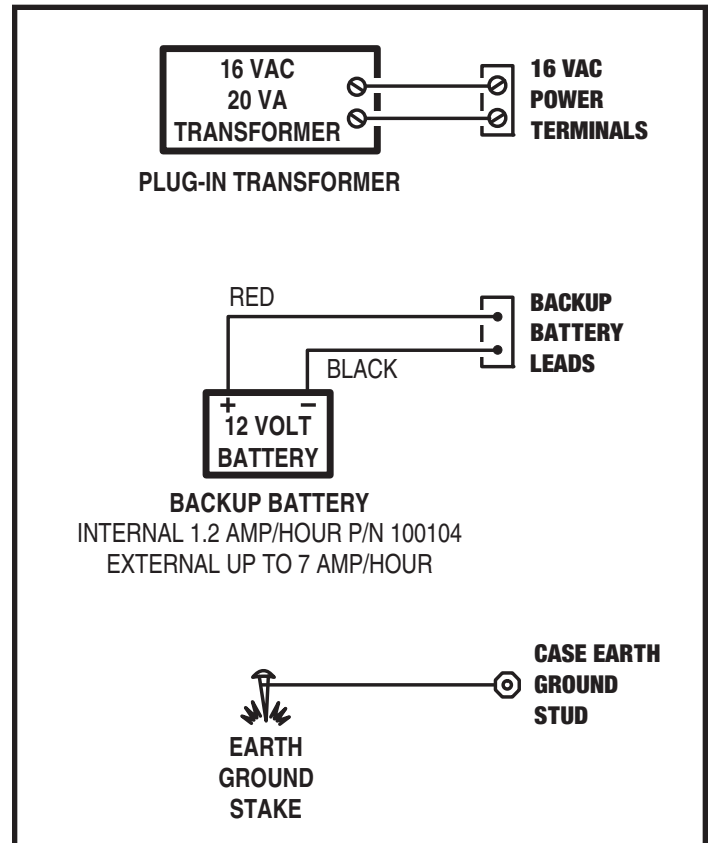 16 VAC
20 VA
TRANSFORMER
16 VAC
POWER
TERMINALS
PLUG-IN TRANSFORMER
RED
BLACK
BACKUP
BATTERY
LEADS
+ −
12 VOLT
BATTERY
BACKUP BATTERY
INTERNAL 1.2 AMP/HOUR P/N 100104
EXTERNAL UP TO 7 AMP/HOUR
CASE EARTH
GROUND
STUD
EARTH
GROUND
STAKE